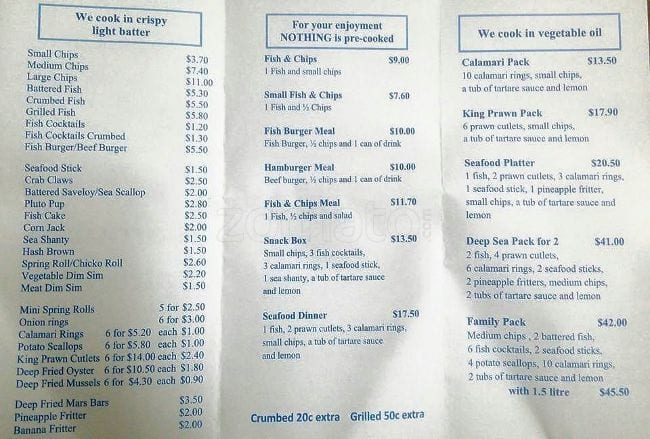 We cook in crispy
light batter
Small Chips $3.70
Medium Chips $7.40
Large Chips $11.00
Battered Fish $5.30
Crumbed Fish $5.50
Grilled Fish $5.80
Fish Cocktails $1.20
Fish Cocktails Crumbed $1.30
Fish Burger/Beef Burger $5.50
Seafood Stick $1.50
Crab Claws $2.50
Battered Saveloy/Sea Scallop $2.00
Pluto Pup $2.80
Fish Cake $2.50
Corn Jack $2.00
Sea Shanty $1.50
Hash Brown $1.50
Spring Roll/Chicko Roll $2.60
Vegetable Dim Sim $2.20
Meat Dim Sim $1.50
Mini Spring Rolls 5 for $2.50
Onion rings 6 for $3.00
Calamari Rings 6 for $5.20 each $1.00
Potato Scallops 6 for $5.80 each $1.00
King Prawn Cutlets 6 for $14.00 each $2.40
Deep Fried Oyster 6 for $10.50 each $1.80
Deep Fried Mussels 6 for $4.30 each $0.90
Deep Fried Mars Bars $3.50
Pineapple Fritter $2.00
Banana Fritter $2.00
For your enjoyment
NOTHING is pre-cooked
Fish & Chips $9.00
1 Fish and small chips
Small Fish & Chips $7.60
1 Fish and ½ Chips
Fish Burger Meal $10.00
Fish Burger, ½ chips and 1 can of drink
Hamburger Meal $10.00
Beef burger, ½ chips and 1 can of drink
Fish & Chips Meal $11.70
1 Fish, ½ chips and salad
Snack Box $13.50
Small chips, 3 fish cocktails,
3 calamari rings, 1 seafood stick,
1 sea shanty, a tub of tartare sauce
and lemon
Seafood Dinner $17.50
1 fish, 2 prawn cutlets, 3 calamari rings,
small chips, a tub of tartare sauce
and lemon
Crumbed 20c extra Grilled 50c extra
We cook in vegetable oil
Calamari Pack $13.50
10 calamari rings, small chips,
a tub of tartare sauce and lemon
King Prawn Pack $17.90
6 prawn cutlets, small chips,
a tub of tartare sauce and lemon
Seafood Platter $20.50
1 fish, 2 prawn cutlets, 3 calamari rings,
1 seafood stick, 1 pineapple fritter,
small chips, a tub of tartare sauce and
lemon
Deep Sea Pack for 2 $41.00
2 fish, 4 prawn cutlets,
6 calamari rings, 2 seafood sticks,
2 pineapple fritters, medium chips,
2 tubs of tartare sauce and lemon
Family Pack $42.00
Medium chips , 2 battered fish,
6 fish cocktails, 2 seafood sticks,
4 potato scallops, 10 calamari rings,
2 tubs of tartare sauce and lemon
with 1.5 litre $45.50
zomato